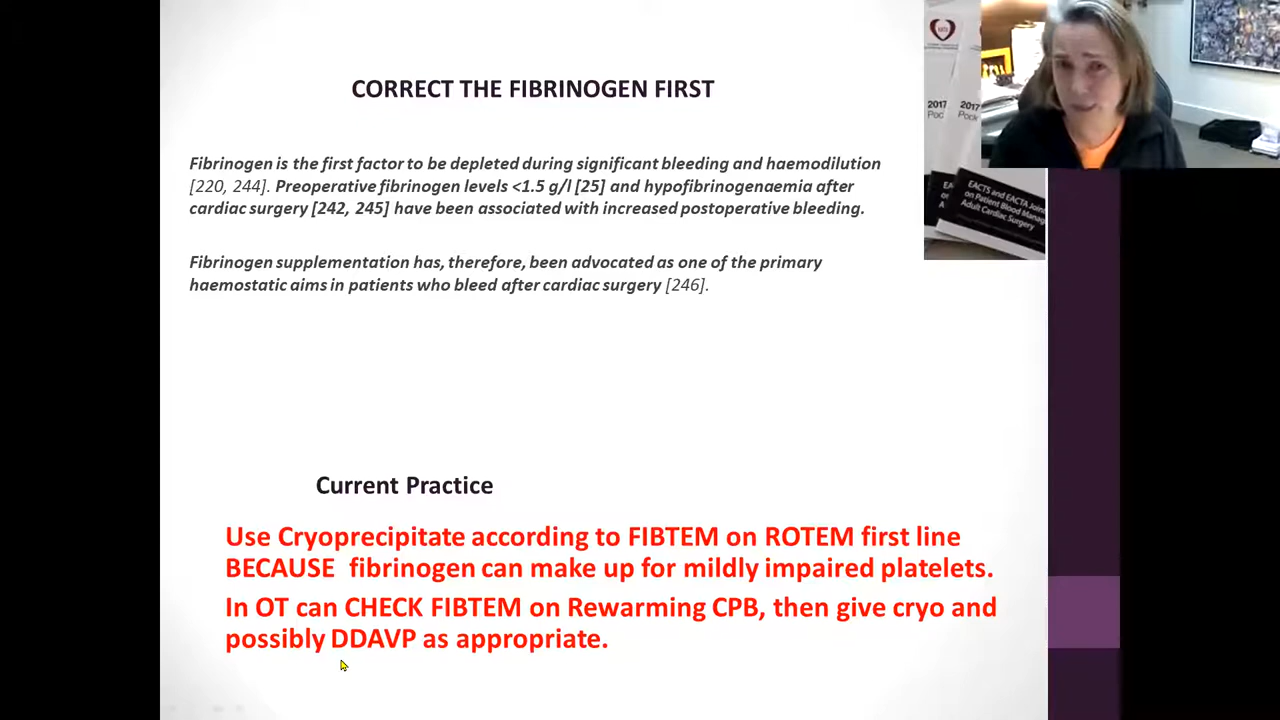 CORRECT THE FIBRINOGEN FIRST
Fibrinogen is the first factor to be depleted during significant bleeding and haemodilution
[220, 244]. Preoperative fibrinogen levels <1.5 g/l [25] and hypofibrinogenaemia after
cardiac surgery [242, 245] have been associated with increased postoperative bleeding.
Fibrinogen supplementation has, therefore, been advocated as one of the primary
haemostatic aims in patients who bleed after cardiac surgery [246].
Current Practice
Use Cryoprecipitate according to FIBTEM on ROTEM first line
BECAUSE fibrinogen can make up for mildly impaired platelets.
In OT can CHECK FIBTEM on Rewarming CPB, then give cryo and
possibly DDAVP as appropriate.
2017
2017
Poc
Pock
EACTS and EACTA Join
on Patient Blood Manag
Adult Cardiac Surgery